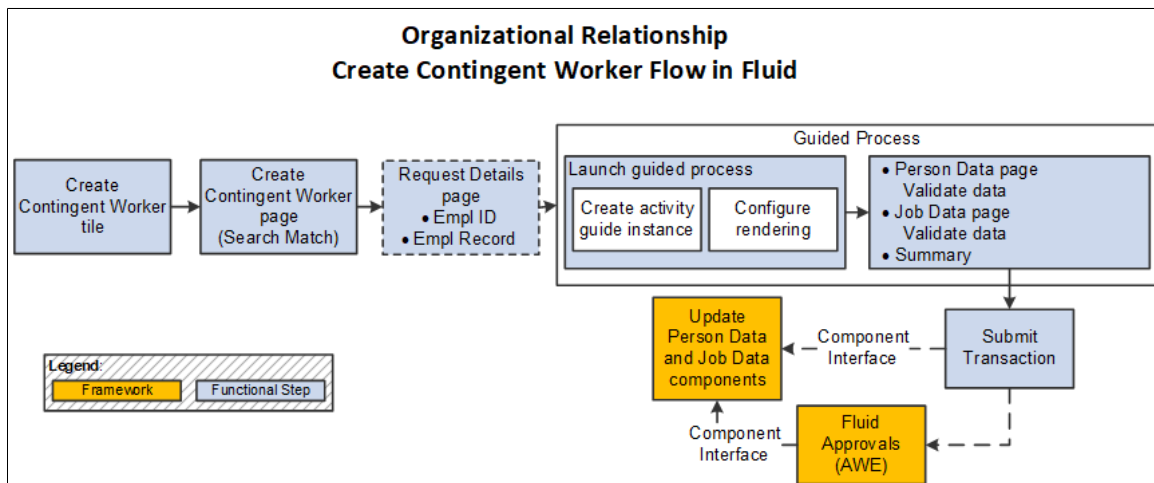 Organizational Relationship
Create Contingent Worker Flow in Fluid
Guided Process
Create
Contingent Worker
tile
Create
Contingent Worker
page
(Search Match)
Request Details
page
• Empl ID
• Empl Record
Launch guided process
Create activity
guide instance
Configure
rendering
• Person Data page
Validate data
• Job Data page
Validate data
• Summary
Update
Person Data
and Job Data
components
Component
Interface
Submit
Transaction
Legend:
Framework
Functional Step
Component
Interface
Fluid
Approvals
(AWE)